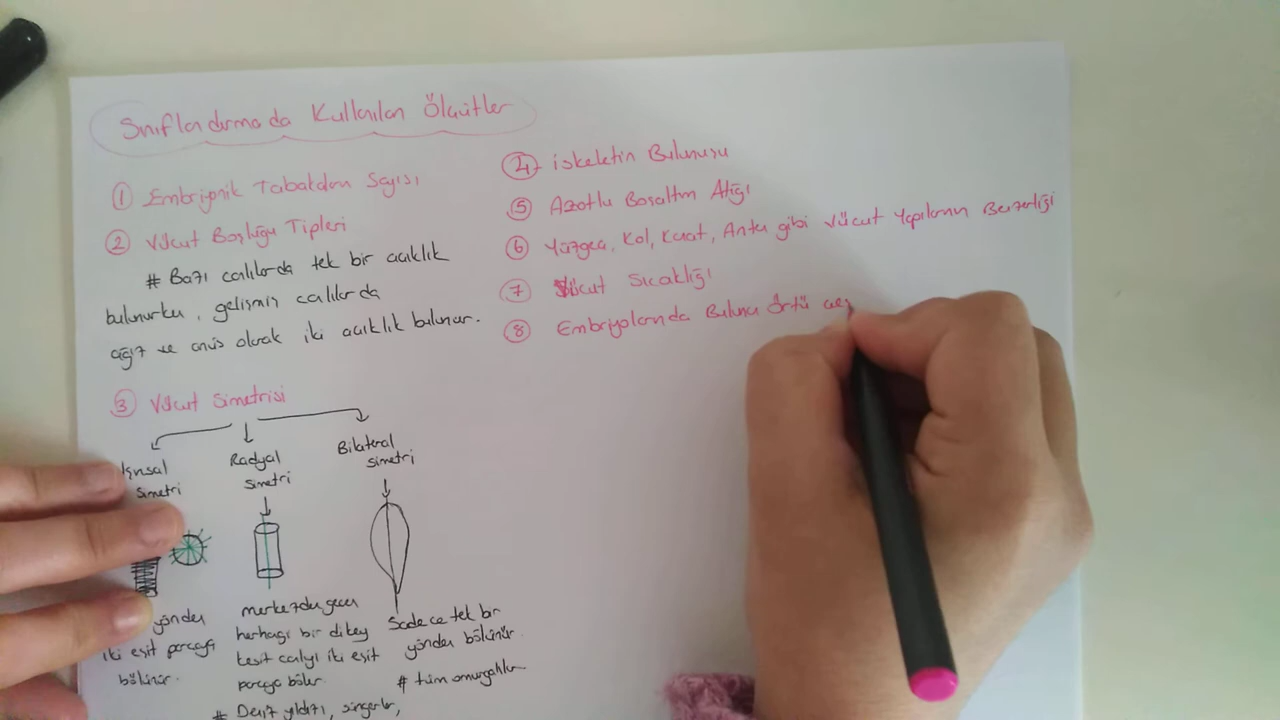 Sınıflandırmada Kullanılan Ölçütler
① Embriyonik Tabakaların Sayısı
② Vücut Boşluğu Tipleri
# Bazı canlılarda tek bir açıklık
bulunurken, gelişmiş canlılarda
ağız ve anüs olarak iki açıklık bulunur.
③ Vücut Simetrisi
Işınsal
Simetri
yönden
iki eşit parçaya
bölünür.
Radyal
Simetri
merkezden geçen
herhangi bir dikey
kesit canlıyı iki eşit
parçaya böler
# Deniz yıldızı, süngerler,
Bilateral
Simetri
Sadece tek bir
yönden bölünür.
# tüm omurgalılar
④ İskeletin Bulunuşu
⑤ Azotlu Boşaltım Atığı
⑥ Yüzgeç, Kol, Kanat, Anten gibi Vücut Yapılarının Benzerliği
⑦ Vücut Sıcaklığı
⑧ Embriyolarında Bulunan Örtü